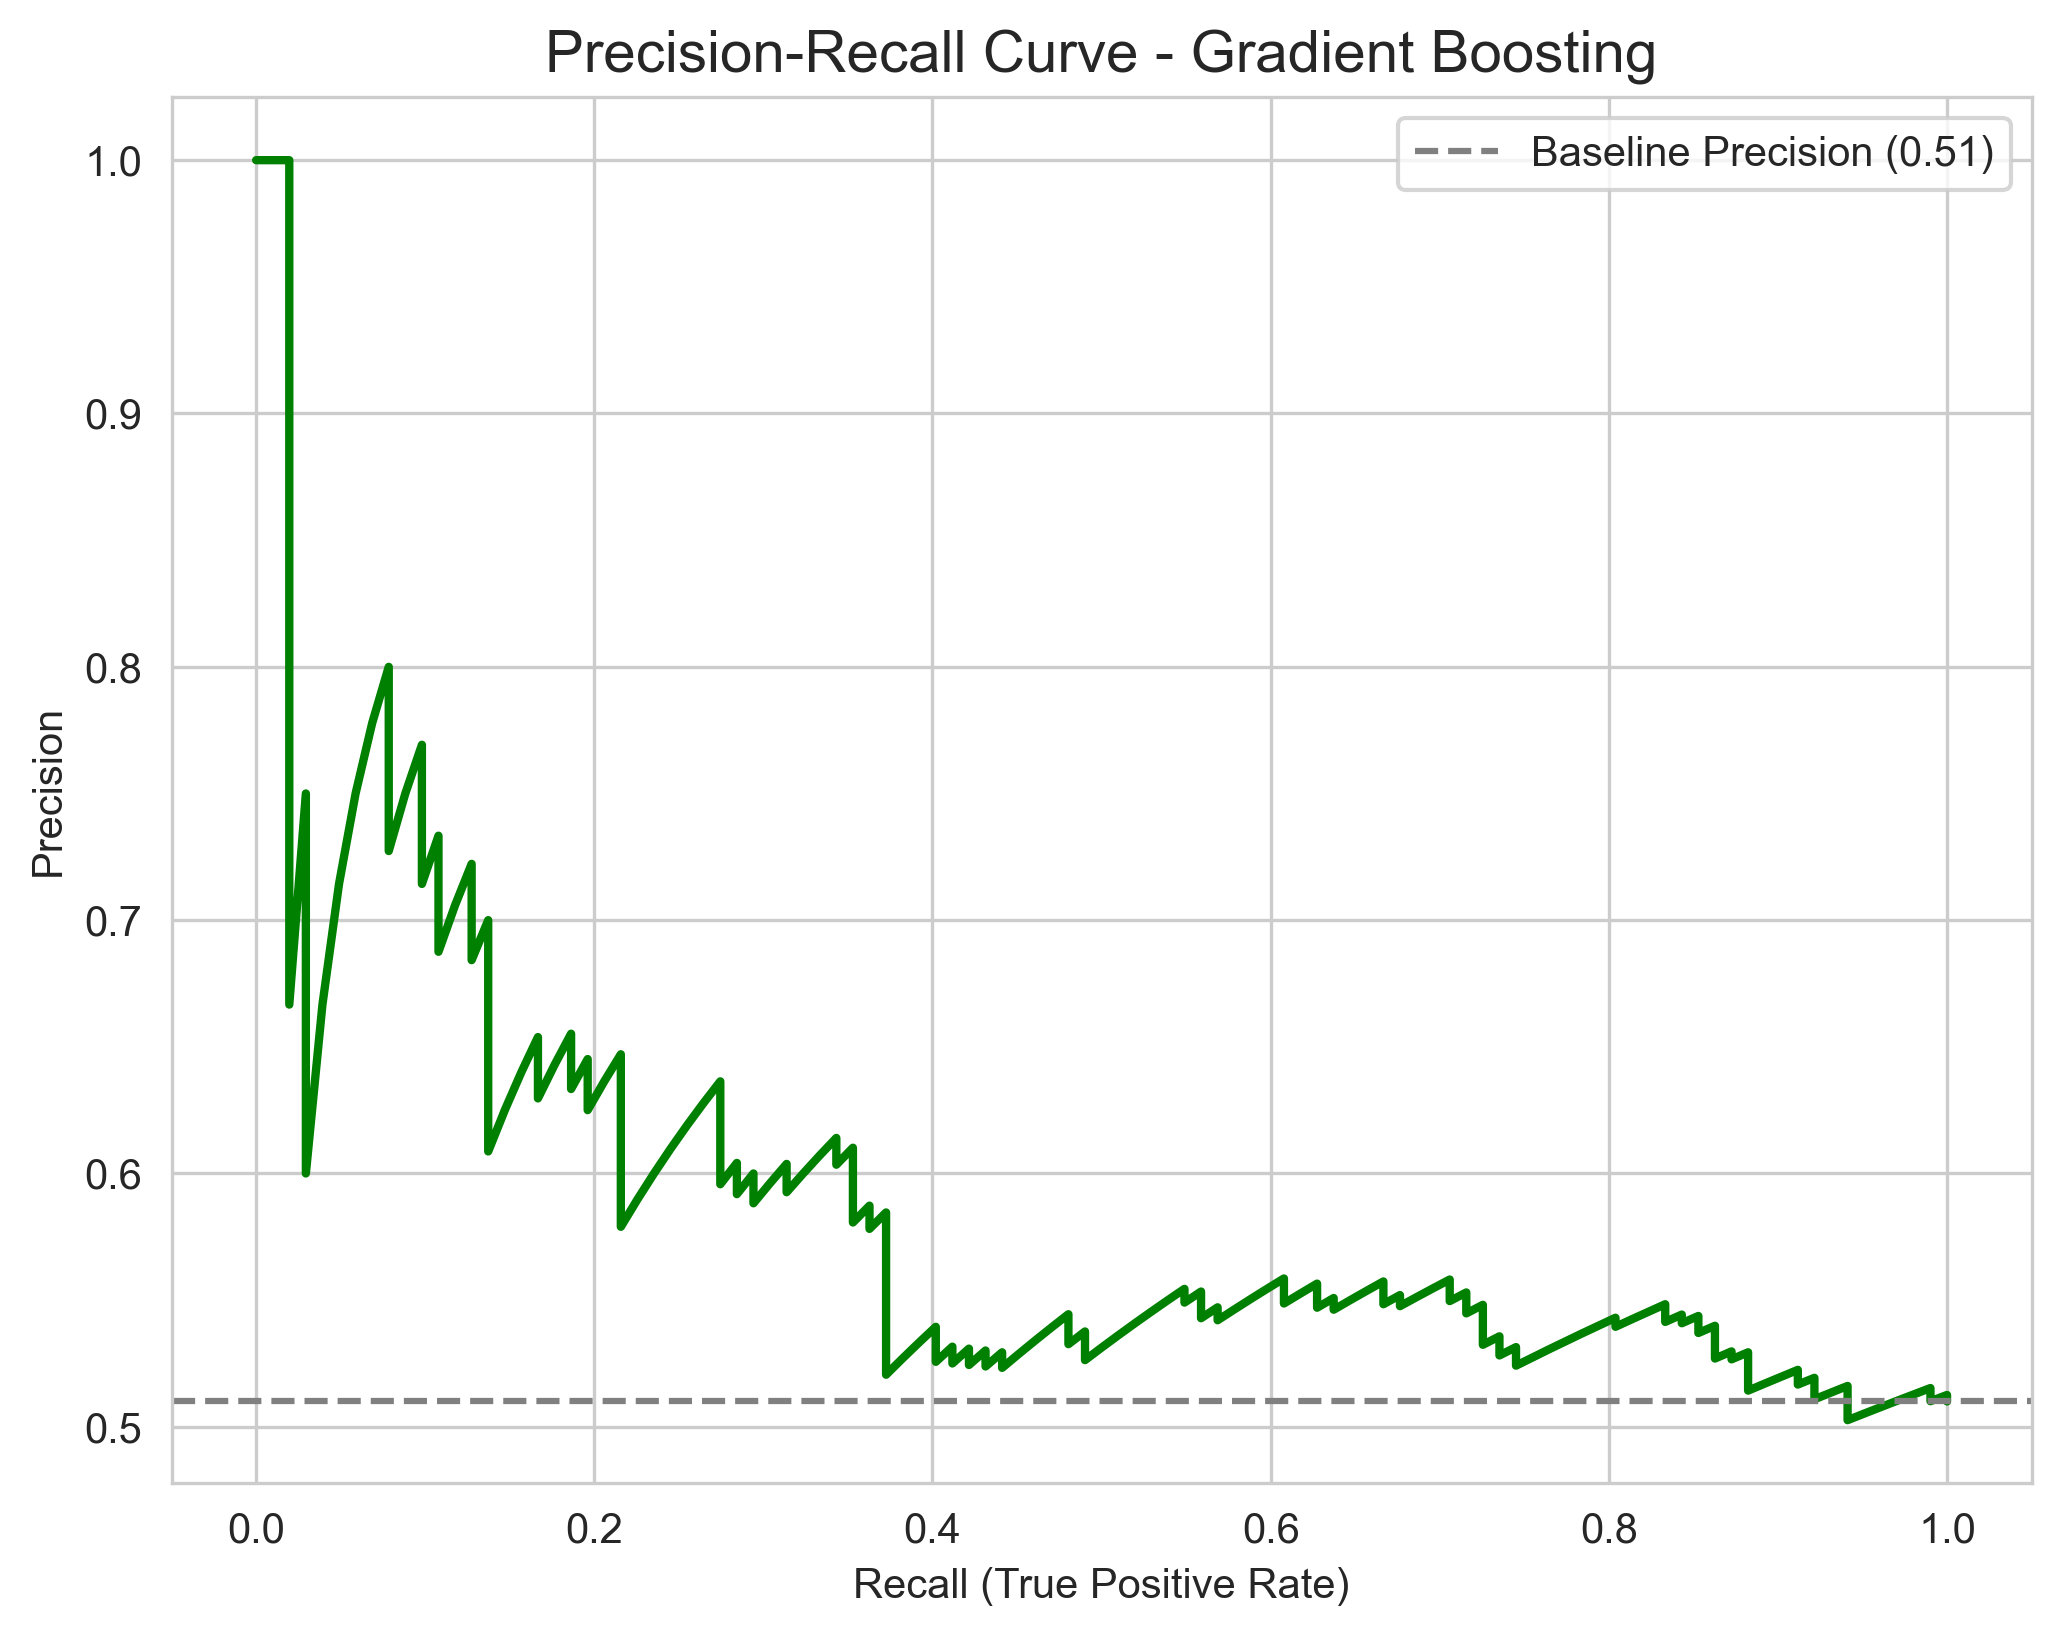 Precision-Recall Curve - Gradient Boosting
Baseline Precision (0.51)
1.0
0.9
0.8
0.7
0.6
0.5
Precision
0.0 0.2 0.4 0.6 0.8 1.0
Recall (True Positive Rate)